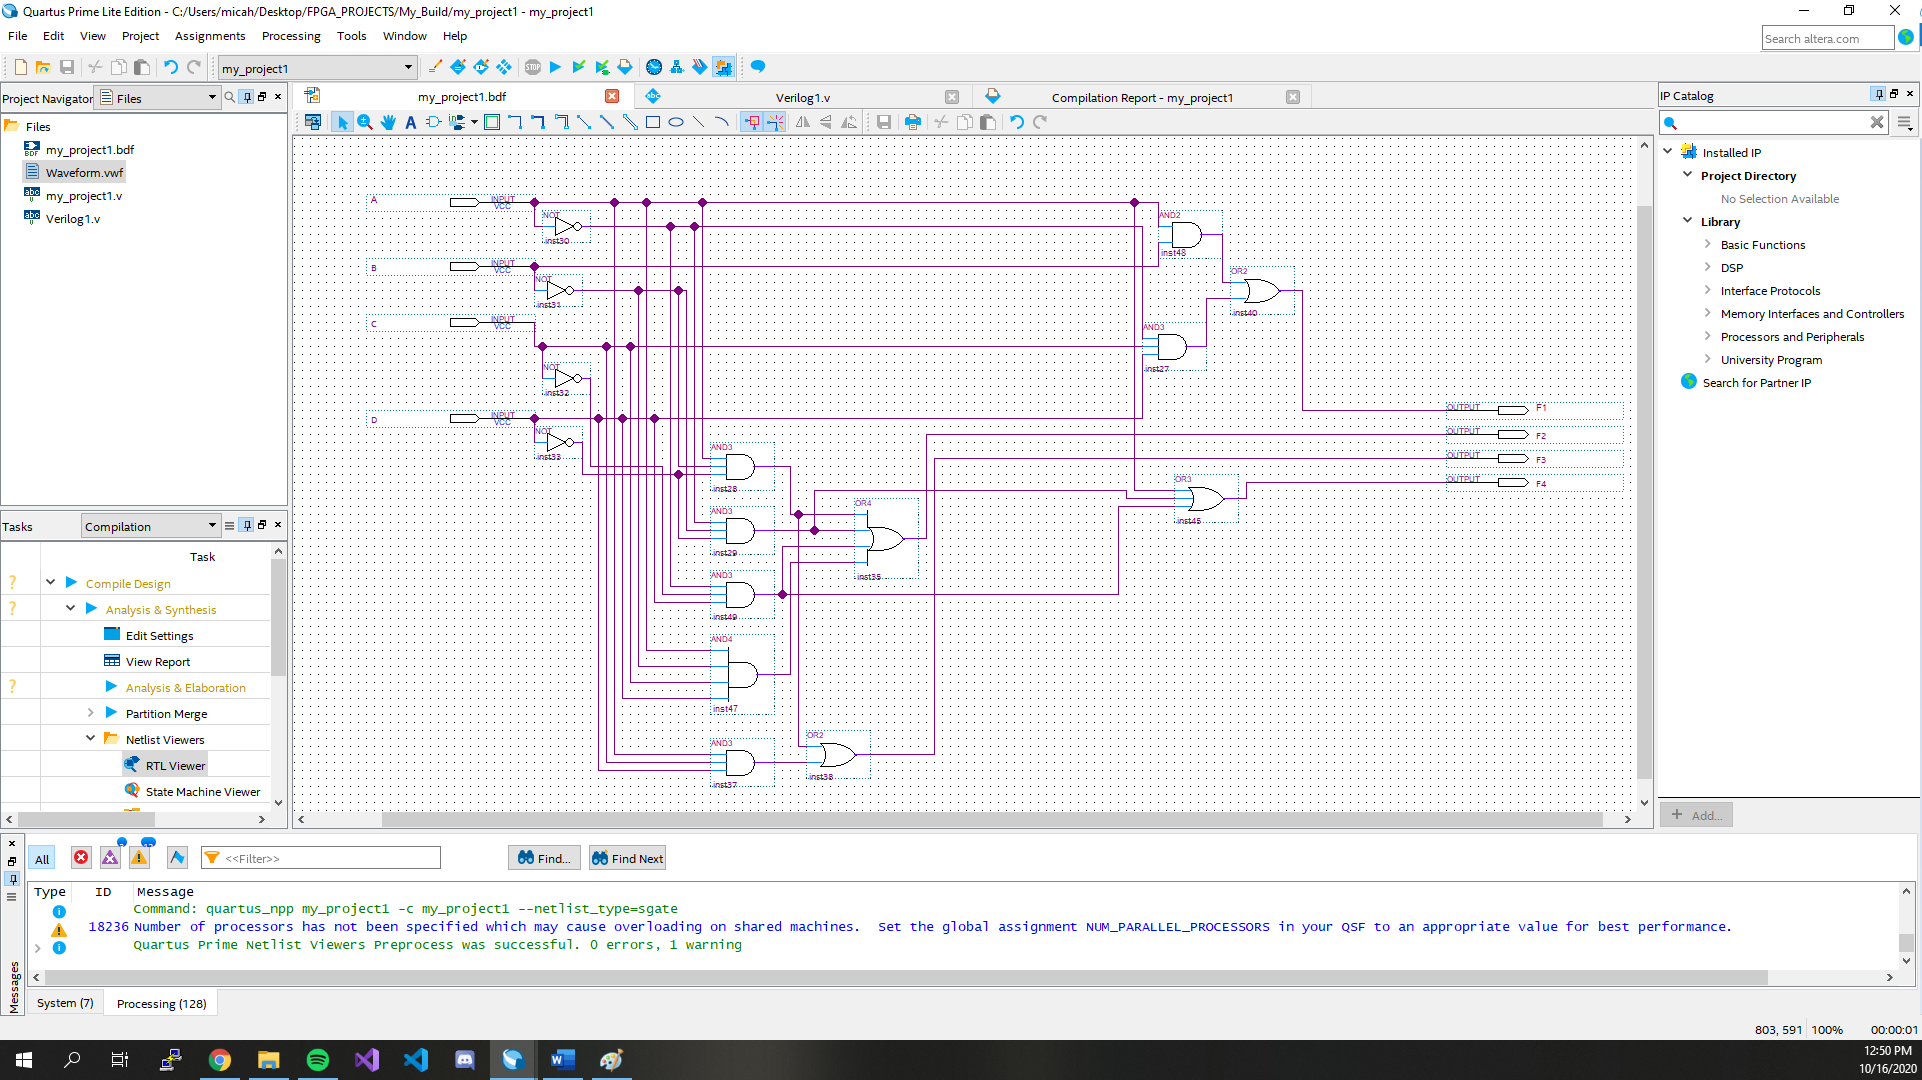 Quartus Prime Lite Edition - C:/Users/micah/Desktop/FPGA_PROJECTS/My_Build/my_project1 - my_project1
File Edit View Project Assignments Processing Tools Window Help
Search altera.com
my_project1
STOP
Project Navigator Files
my_project1.bdf
Verilog1.v
Compilation Report - my_project1
IP Catalog
Files
my_project1.bdf
Waveform.vwf
my_project1.v
Verilog1.v
Installed IP
Project Directory
No Selection Available
Library
Basic Functions
DSP
Interface Protocols
Memory Interfaces and Controllers
Processors and Peripherals
University Program
Search for Partner IP
Add...
A INPUT VCC
NOT
inst30
B INPUT VCC
NOT
inst31
C INPUT VCC
NOT
inst32
D INPUT VCC
NOT
inst33
AND2
inst48
OR2
inst40
AND3
inst27
OUTPUT F1
OUTPUT F2
OUTPUT F3
OUTPUT F4
AND3
inst28
AND3
inst29
OR4
inst35
OR3
inst45
AND3
inst49
AND4
inst47
AND3
inst37
OR2
inst38
Tasks Compilation
Task
Compile Design
Analysis & Synthesis
Edit Settings
View Report
Analysis & Elaboration
Partition Merge
Netlist Viewers
RTL Viewer
State Machine Viewer
All
<<Filter>>
Find...
Find Next
Type ID Message
Command: quartus_npp my_project1 -c my_project1 --netlist_type=sgate
18236 Number of processors has not been specified which may cause overloading on shared machines. Set the global assignment NUM_PARALLEL_PROCESSORS in your QSF to an appropriate value for best performance.
Quartus Prime Netlist Viewers Preprocess was successful. 0 errors, 1 warning
Messages
System (7) Processing (128)
803, 591 100% 00:00:01
12:50 PM
10/16/2020